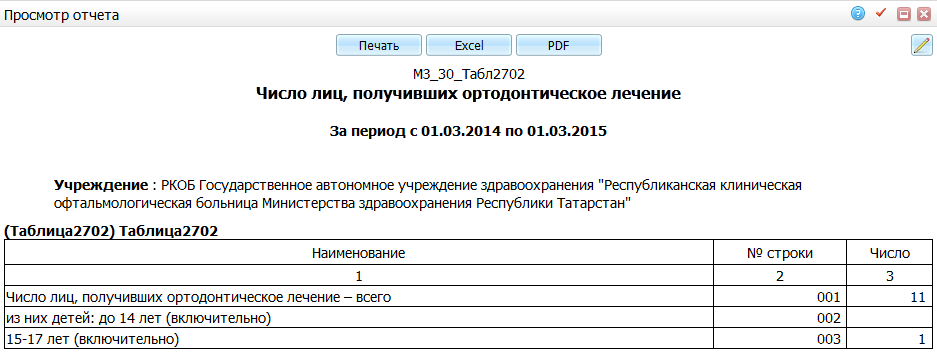 Просмотр отчета
Печать Excel PDF
МЗ_30_Табл2702
Число лиц, получивших ортодонтическое лечение
За период с 01.03.2014 по 01.03.2015
Учреждение : РКОБ Государственное автономное учреждение здравоохранения "Республиканская клиническая
офтальмологическая больница Министерства здравоохранения Республики Татарстан"
(Таблица2702) Таблица2702
Наименование № строки Число
1 2 3
Число лиц, получивших ортодонтическое лечение – всего 001 11
из них детей: до 14 лет (включительно) 002
15-17 лет (включительно) 003 1